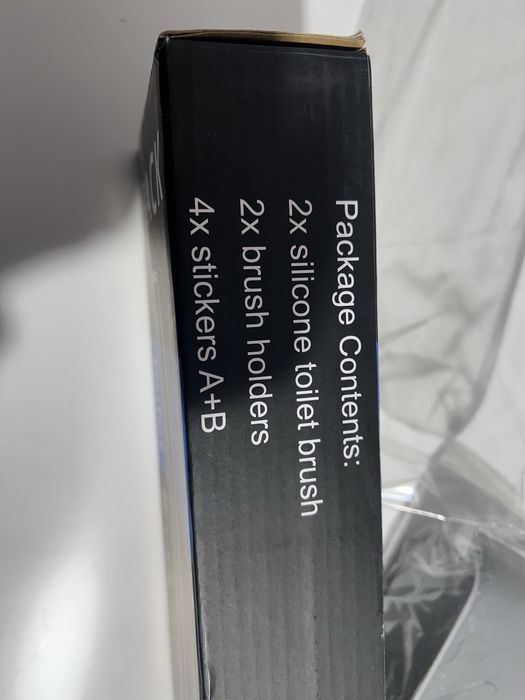 Package Contents:
2x silicone toilet brush
2x brush holders
4x stickers A+B